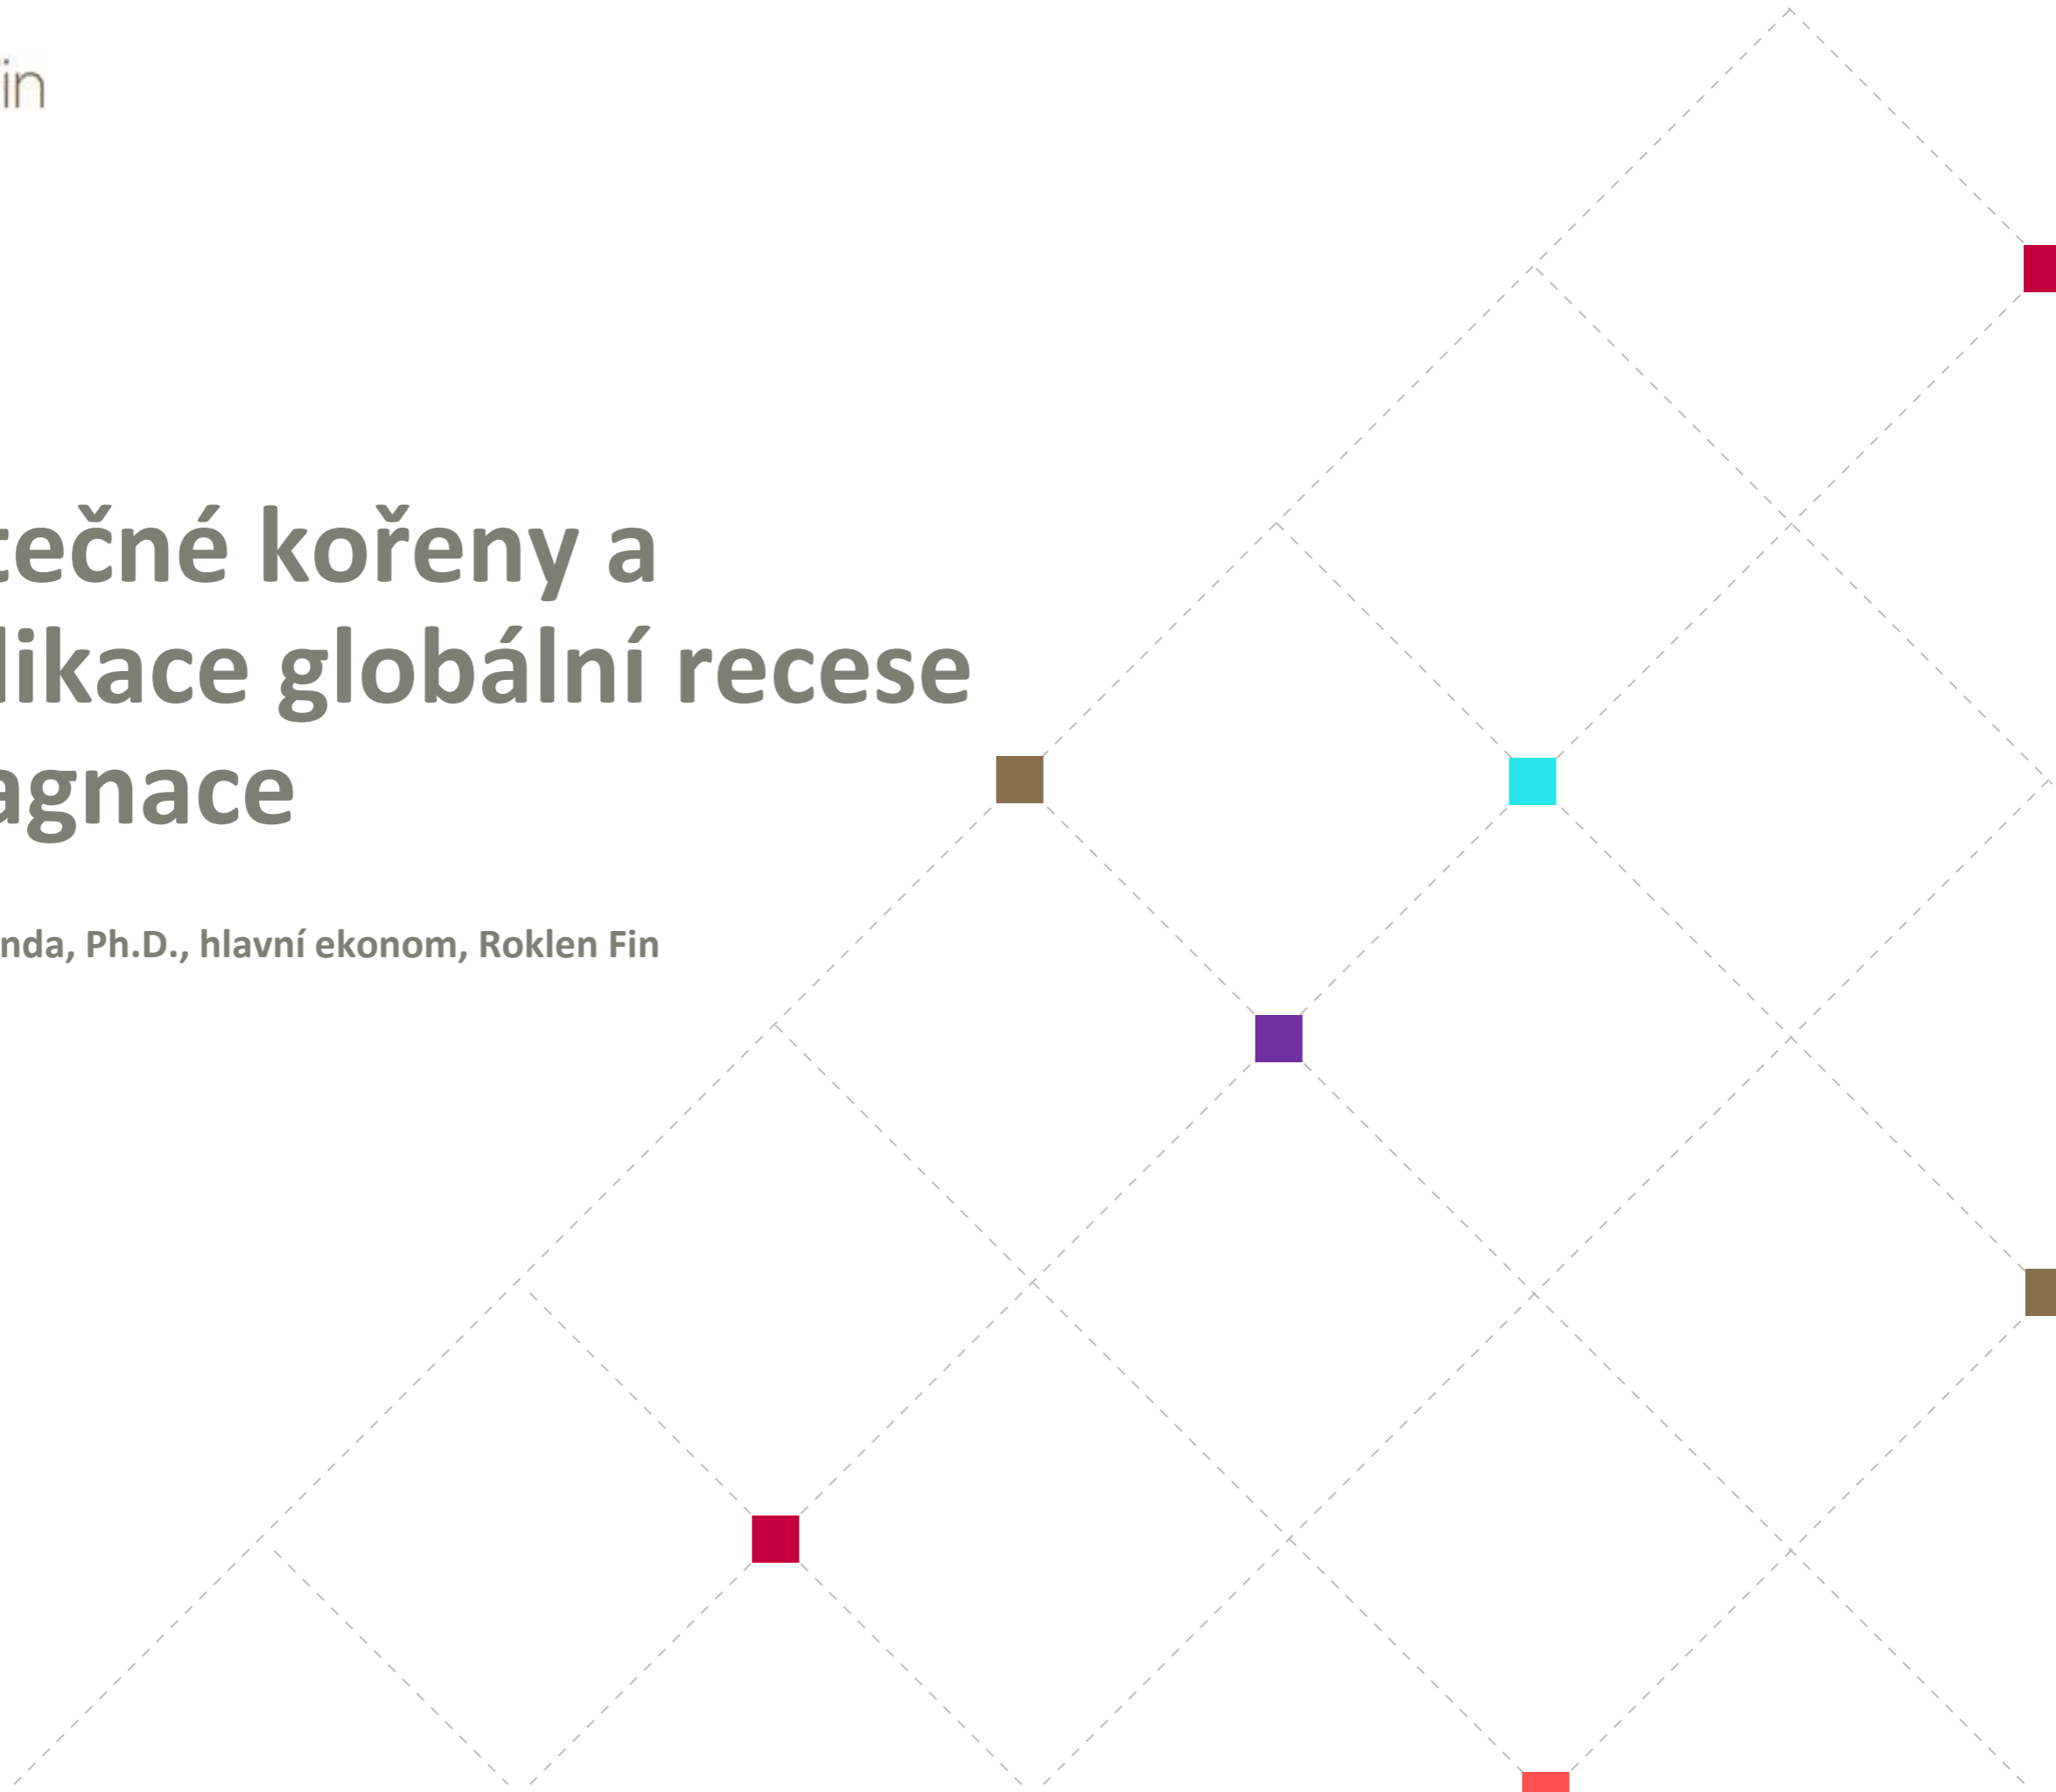 in
tečné kořeny a
likace globální recese
agnace
nda, Ph.D., hlavní ekonom, Roklen Fin